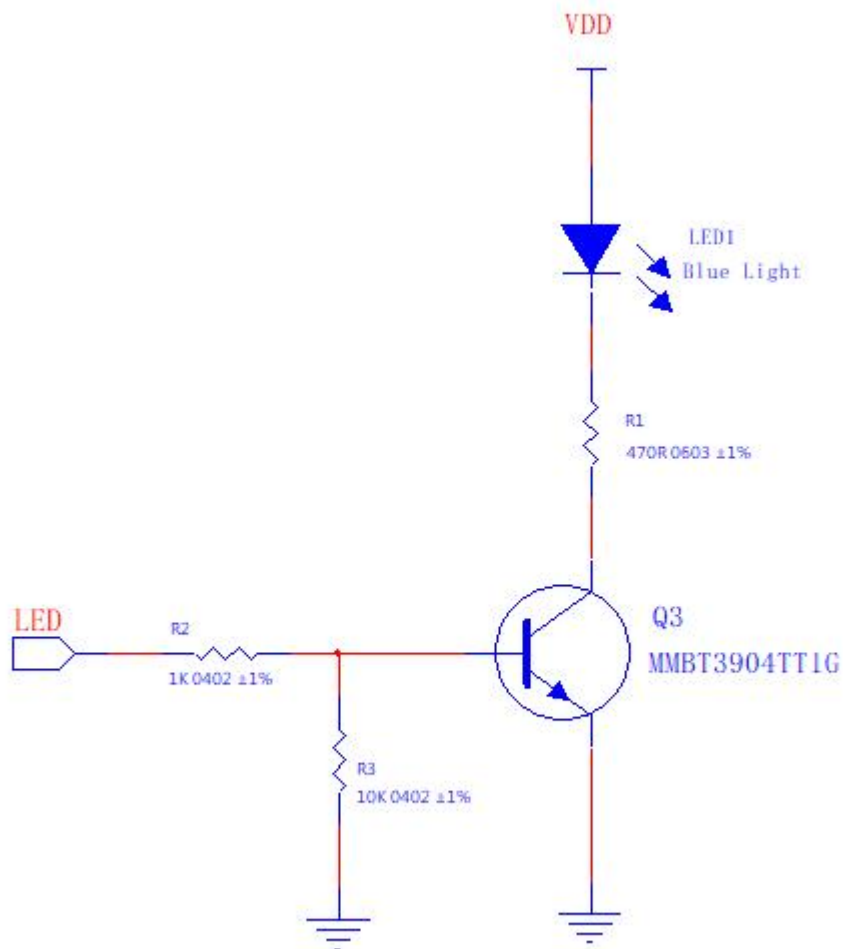 VDD
LED1
Blue Light
R1
470R 0603 ±1%
Q3
MMBT3904TT1G
LED
R2
1K 0402 ±1%
R3
10K 0402 ±1%